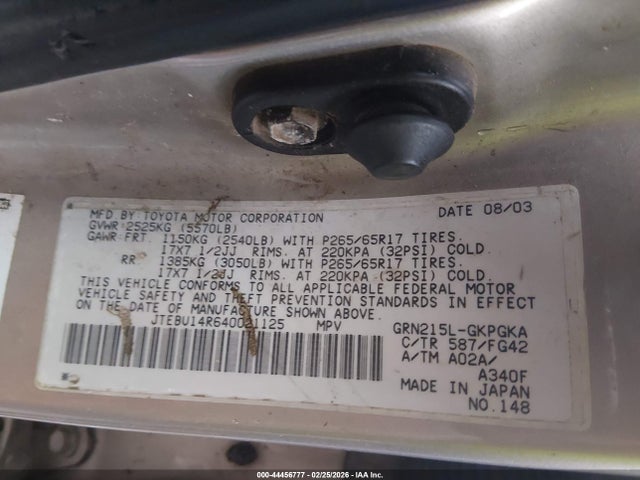 MFD BY TOYOTA MOTOR CORPORATION DATE 08/03
GVWR 2525KG (5570LB)
GAWR FRT 1150KG (2540LB) WITH P265/65R17 TIRES.
17X7 1/2JJ RIMS. AT 220KPA (32PSI) COLD.
RR 1385KG (3050LB) WITH P265/65R17 TIRES.
17X7 1/2JJ RIMS. AT 220KPA (32PSI) COLD.
THIS VEHICLE CONFORMS TO ALL APPLICABLE FEDERAL MOTOR
VEHICLE SAFETY AND THEFT PREVENTION STANDARDS IN EFFECT
ON THE DATE OF MANUFACTURE SHOWN ABOVE.
JTEBU14R640021125 MPV GRN215L-GKPGKA
C/TR 587/FG42
A/TM A02A/
A340F
MADE IN JAPAN
NO.148
000-44456777 — 02/25/2026 — IAA Inc.